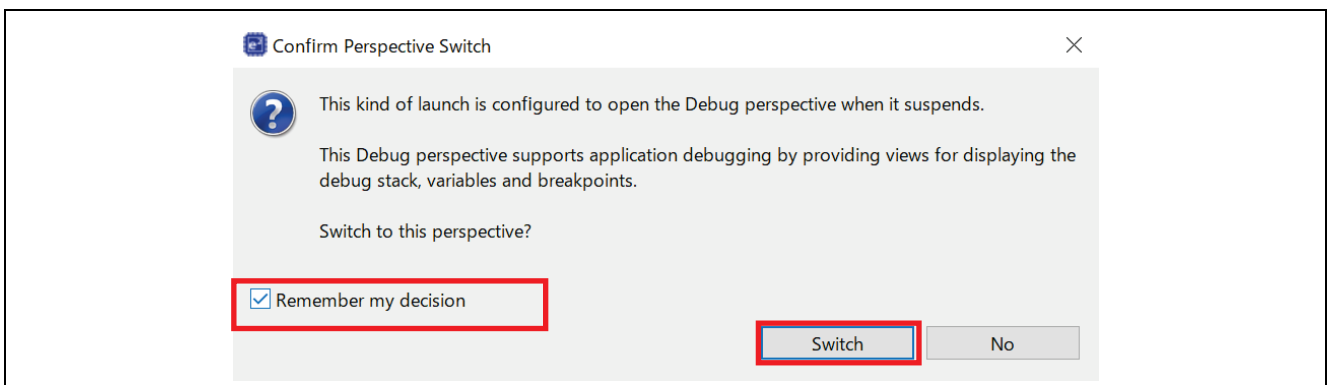 Confirm Perspective Switch
This kind of launch is configured to open the Debug perspective when it suspends.
This Debug perspective supports application debugging by providing views for displaying the
debug stack, variables and breakpoints.
Switch to this perspective?
Remember my decision
Switch No